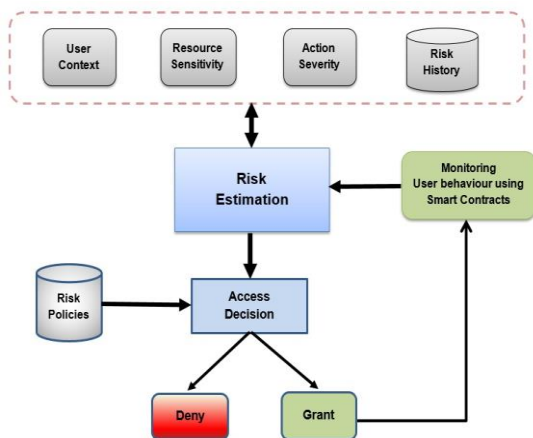 User
Context
Resource
Sensitivity
Action
Severity
Risk
History
Risk
Estimation
Monitoring
User behaviour using
Smart Contracts
Risk
Policies
Access
Decision
Deny
Grant